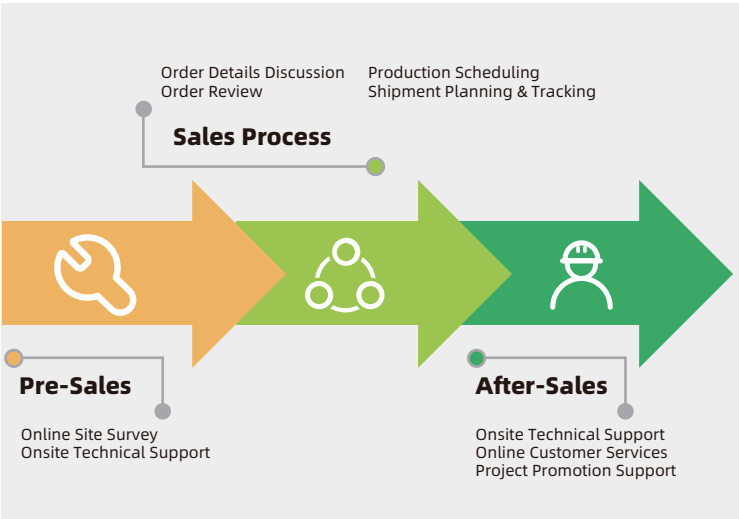 Order Details Discussion
Order Review
Production Scheduling
Shipment Planning & Tracking
Sales Process
Pre-Sales
Online Site Survey
Onsite Technical Support
After-Sales
Onsite Technical Support
Online Customer Services
Project Promotion Support